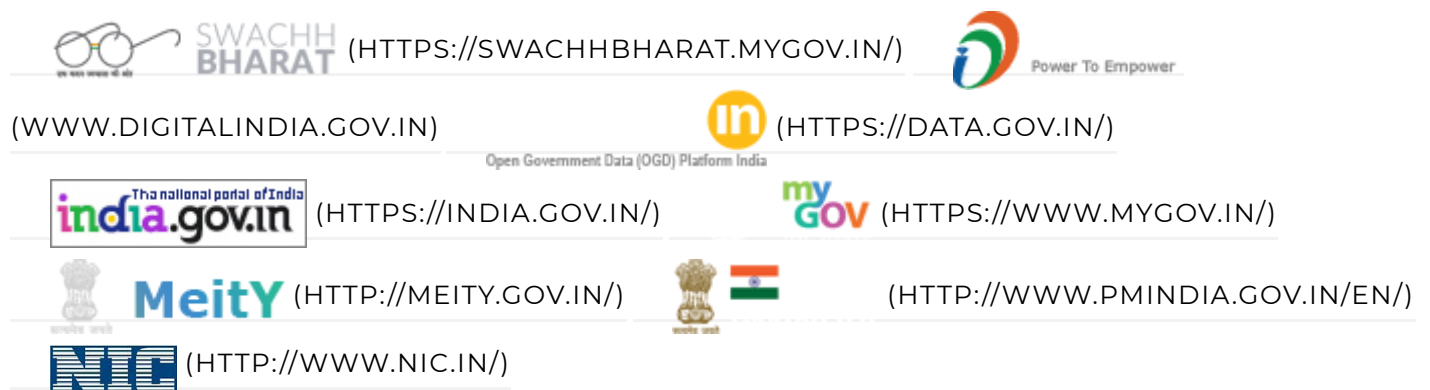 SWACHH
BHARAT (HTTPS://SWACHHBHARAT.MYGOV.IN/)
Power To Empower
(WWW.DIGITALINDIA.GOV.IN)
in (HTTPS://DATA.GOV.IN/)
Open Government Data (OGD) Platform India
The national portal of India
india.gov.in (HTTPS://INDIA.GOV.IN/)
my
GOV (HTTPS://WWW.MYGOV.IN/)
MeitY (HTTP://MEITY.GOV.IN/)
सत्यमेव जयते
(HTTP://WWW.PMINDIA.GOV.IN/EN/)
NIC (HTTP://WWW.NIC.IN/)